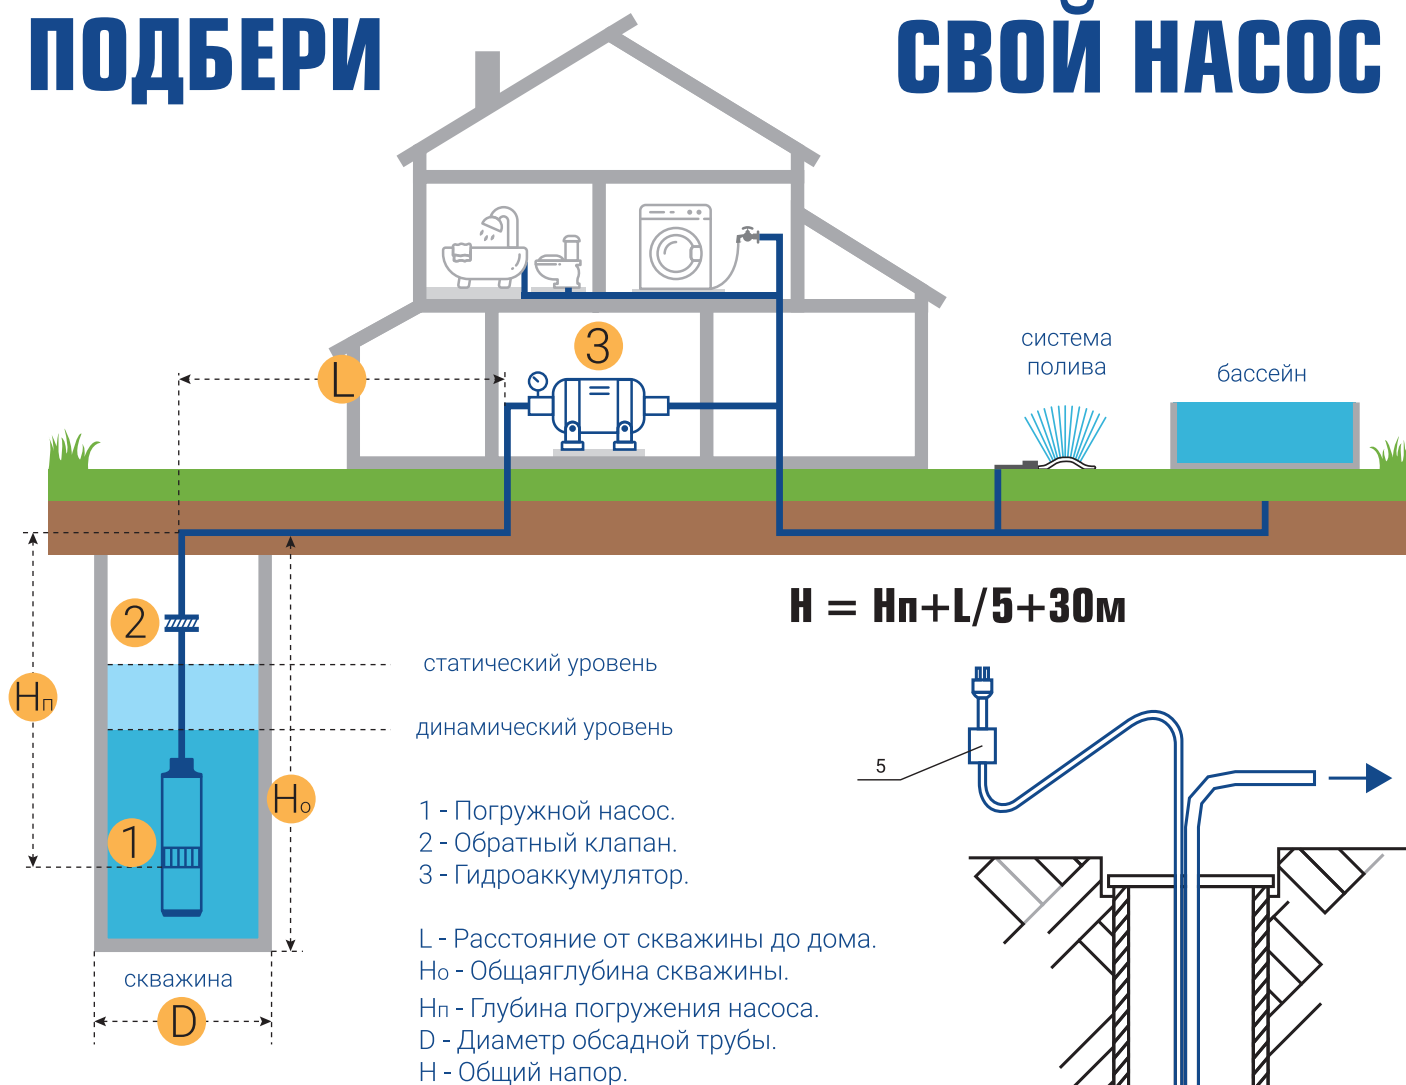 ПОДБЕРИ
СВОЙ НАСОС
3
L
система
полива
бассейн
2
H = Hп+L/5+30м
статический уровень
Hп
динамический уровень
5
Hо
1
1 - Погружной насос.
2 - Обратный клапан.
3 - Гидроаккумулятор.
L - Расстояние от скважины до дома.
Hо - Общаяглубина скважины.
Hп - Глубина погружения насоса.
D - Диаметр обсадной трубы.
H - Общий напор.
скважина
D